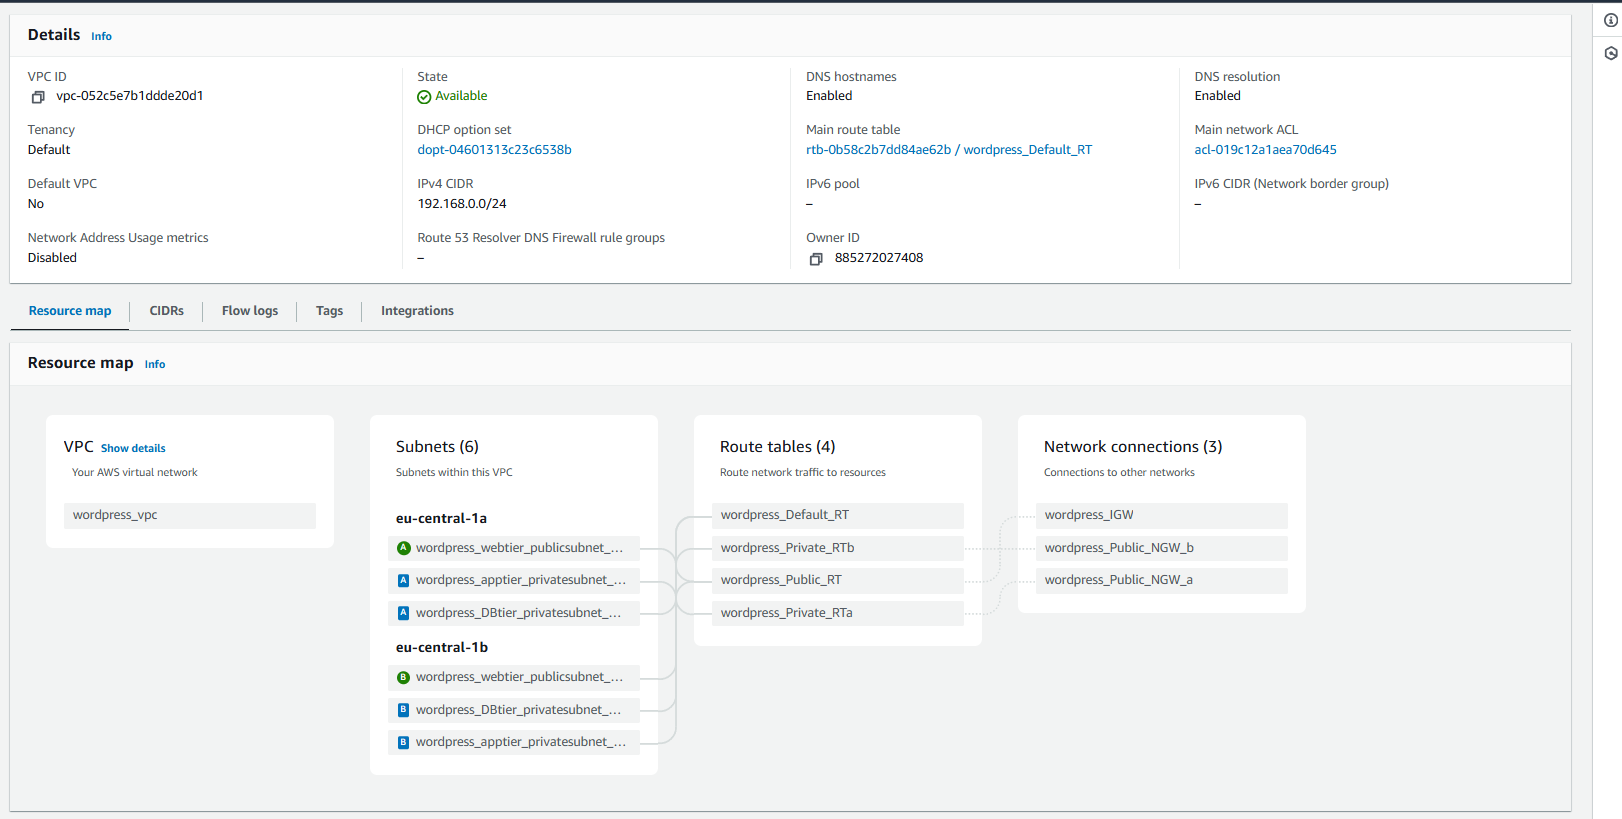 Details Info
VPC ID
vpc-052c5e7b1ddde20d1
State
Available
DNS hostnames
Enabled
DNS resolution
Enabled
Tenancy
Default
DHCP option set
dopt-04601313c23c6538b
Main route table
rtb-0b58c2b7dd84ae62b / wordpress_Default_RT
Main network ACL
acl-019c12a1aea70d645
Default VPC
No
IPv4 CIDR
192.168.0.0/24
IPv6 pool
–
IPv6 CIDR (Network border group)
–
Network Address Usage metrics
Disabled
Route 53 Resolver DNS Firewall rule groups
–
Owner ID
885272027408
Resource map CIDRs Flow logs Tags Integrations
Resource map Info
VPC Show details
Your AWS virtual network
wordpress_vpc
Subnets (6)
Subnets within this VPC
eu-central-1a
A wordpress_webtier_publicsubnet_...
A wordpress_apptier_privatesubnet_...
A wordpress_DBtier_privatesubnet_...
eu-central-1b
B wordpress_webtier_publicsubnet_...
B wordpress_DBtier_privatesubnet_...
B wordpress_apptier_privatesubnet_...
Route tables (4)
Route network traffic to resources
wordpress_Default_RT
wordpress_Private_RTb
wordpress_Public_RT
wordpress_Private_RTa
Network connections (3)
Connections to other networks
wordpress_IGW
wordpress_Public_NGW_b
wordpress_Public_NGW_a